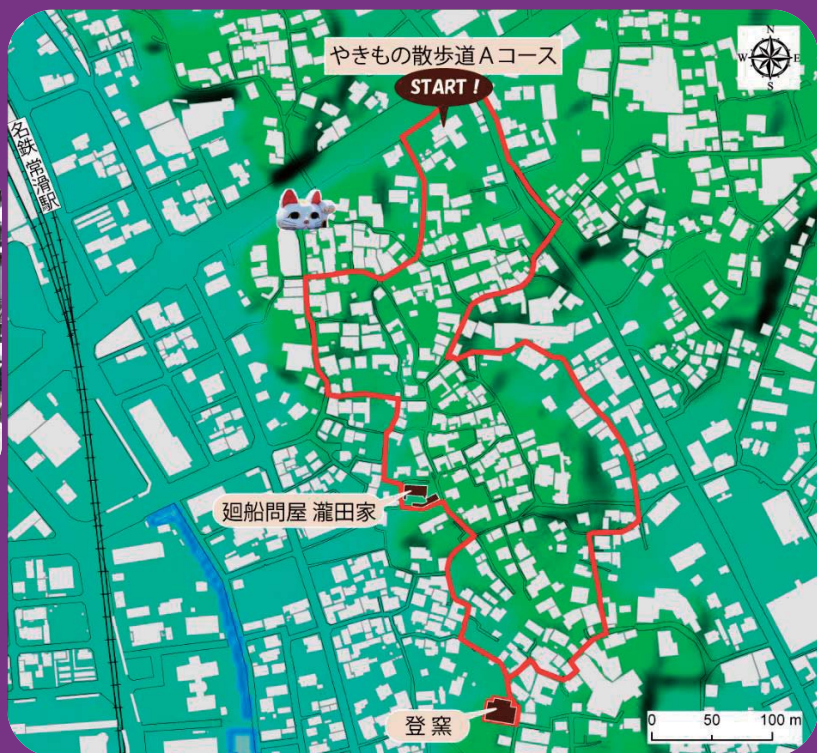 やきもの散歩道Aコース
START!
N
W E
S
名鉄 常滑駅
廻船問屋 瀧田家
登窯
0 50 100 m